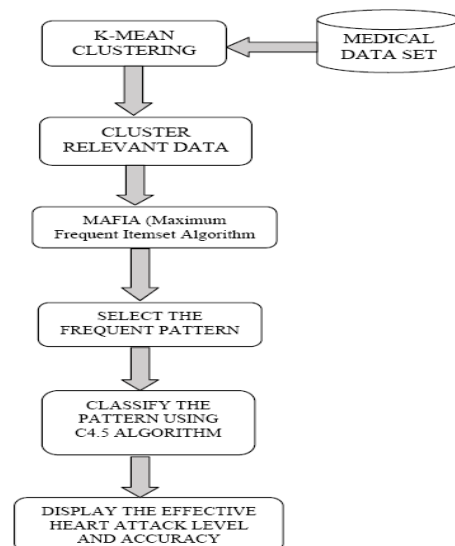 K-MEAN
CLUSTERING
MEDICAL
DATA SET
CLUSTER
RELEVANT DATA
MAFIA (Maximum
Frequent Itemset Algorithm
SELECT THE
FREQUENT PATTERN
CLASSIFY THE
PATTERN USING
C4.5 ALGORITHM
DISPLAY THE EFFECTIVE
HEART ATTACK LEVEL
AND ACCURACY